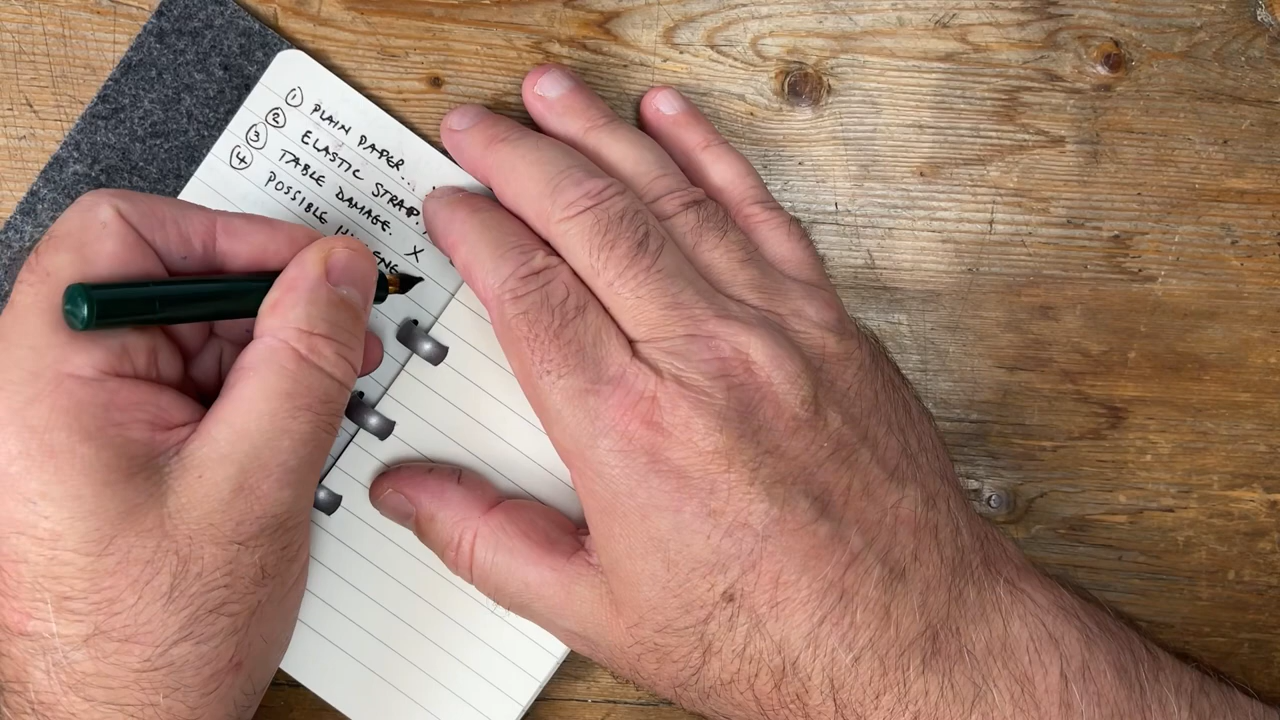 ① PLAIN PAPER.
② ELASTIC STRAP.
③ TABLE DAMAGE. X
④ POSSIBLE